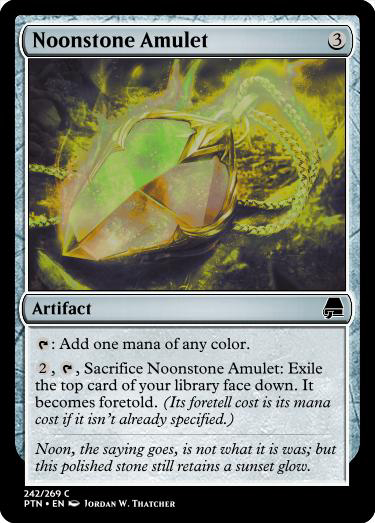 Noonstone Amulet 3
Artifact
: Add one mana of any color.
2, , Sacrifice Noonstone Amulet: Exile
the top card of your library face down. It
becomes foretold. (Its foretell cost is its mana
cost if it isn't already specified.)
Noon, the saying goes, is not what it was; but
this polished stone still retains a sunset glow.
242/269 C
PTN • EN Jordan W. Thatcher